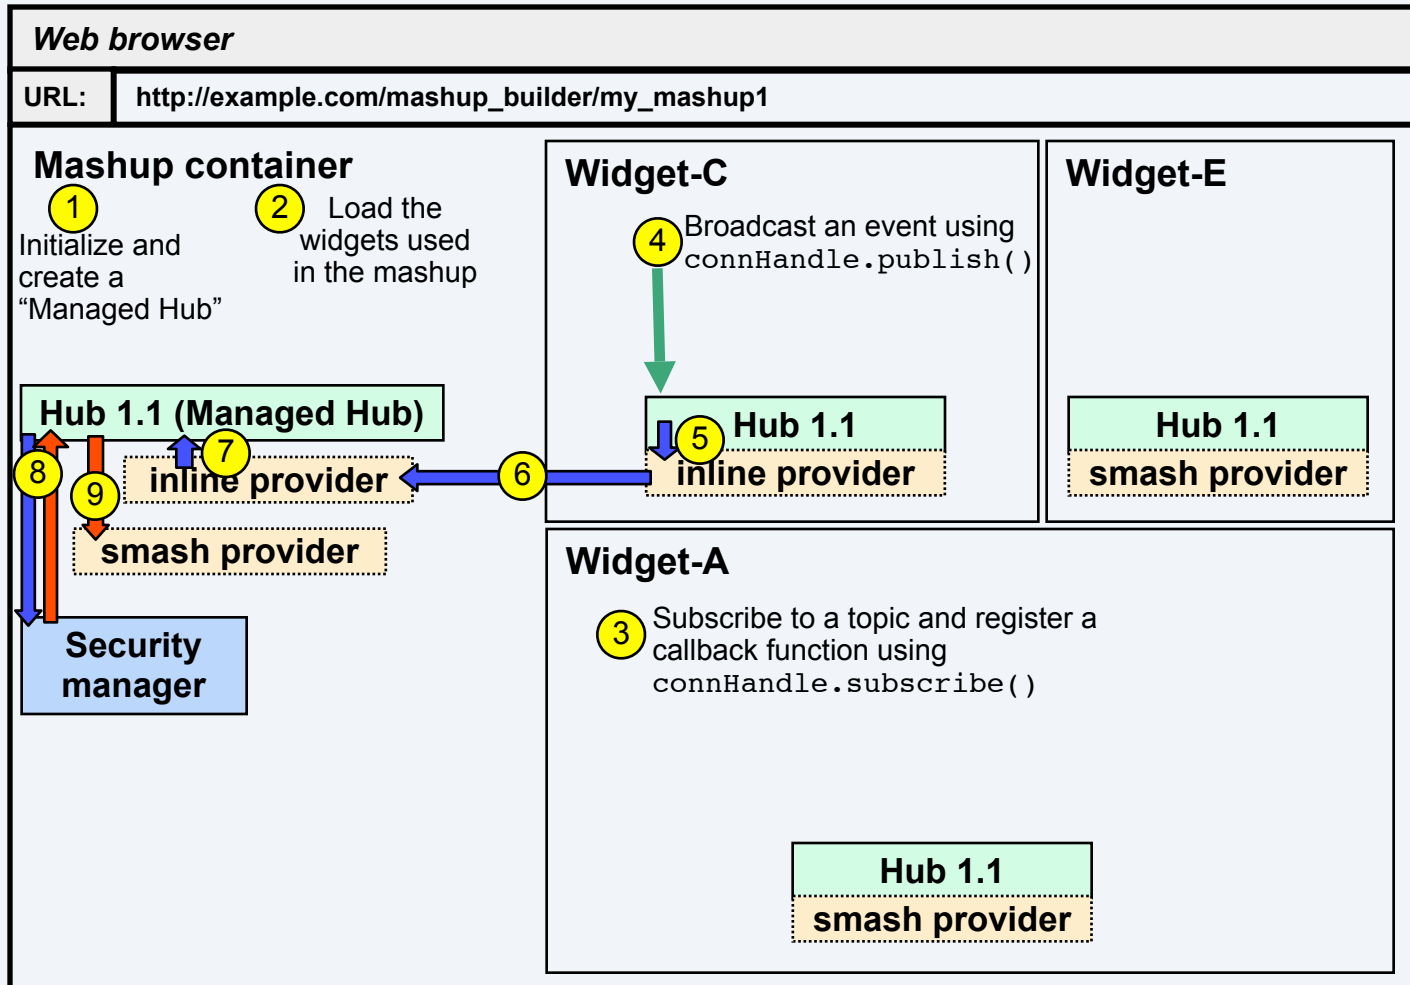 Web browser
URL:
http://example.com/mashup_builder/my_mashup1
Mashup container
1
Initialize and
create a
“Managed Hub”
2
Load the
widgets used
in the mashup
Hub 1.1 (Managed Hub)
7
inline provider
8
9
smash provider
Security
manager
6
Widget-C
4
Broadcast an event using
connHandle.publish()
Hub 1.1
5
inline provider
Widget-E
Hub 1.1
smash provider
Widget-A
3
Subscribe to a topic and register a
callback function using
connHandle.subscribe()
Hub 1.1
smash provider